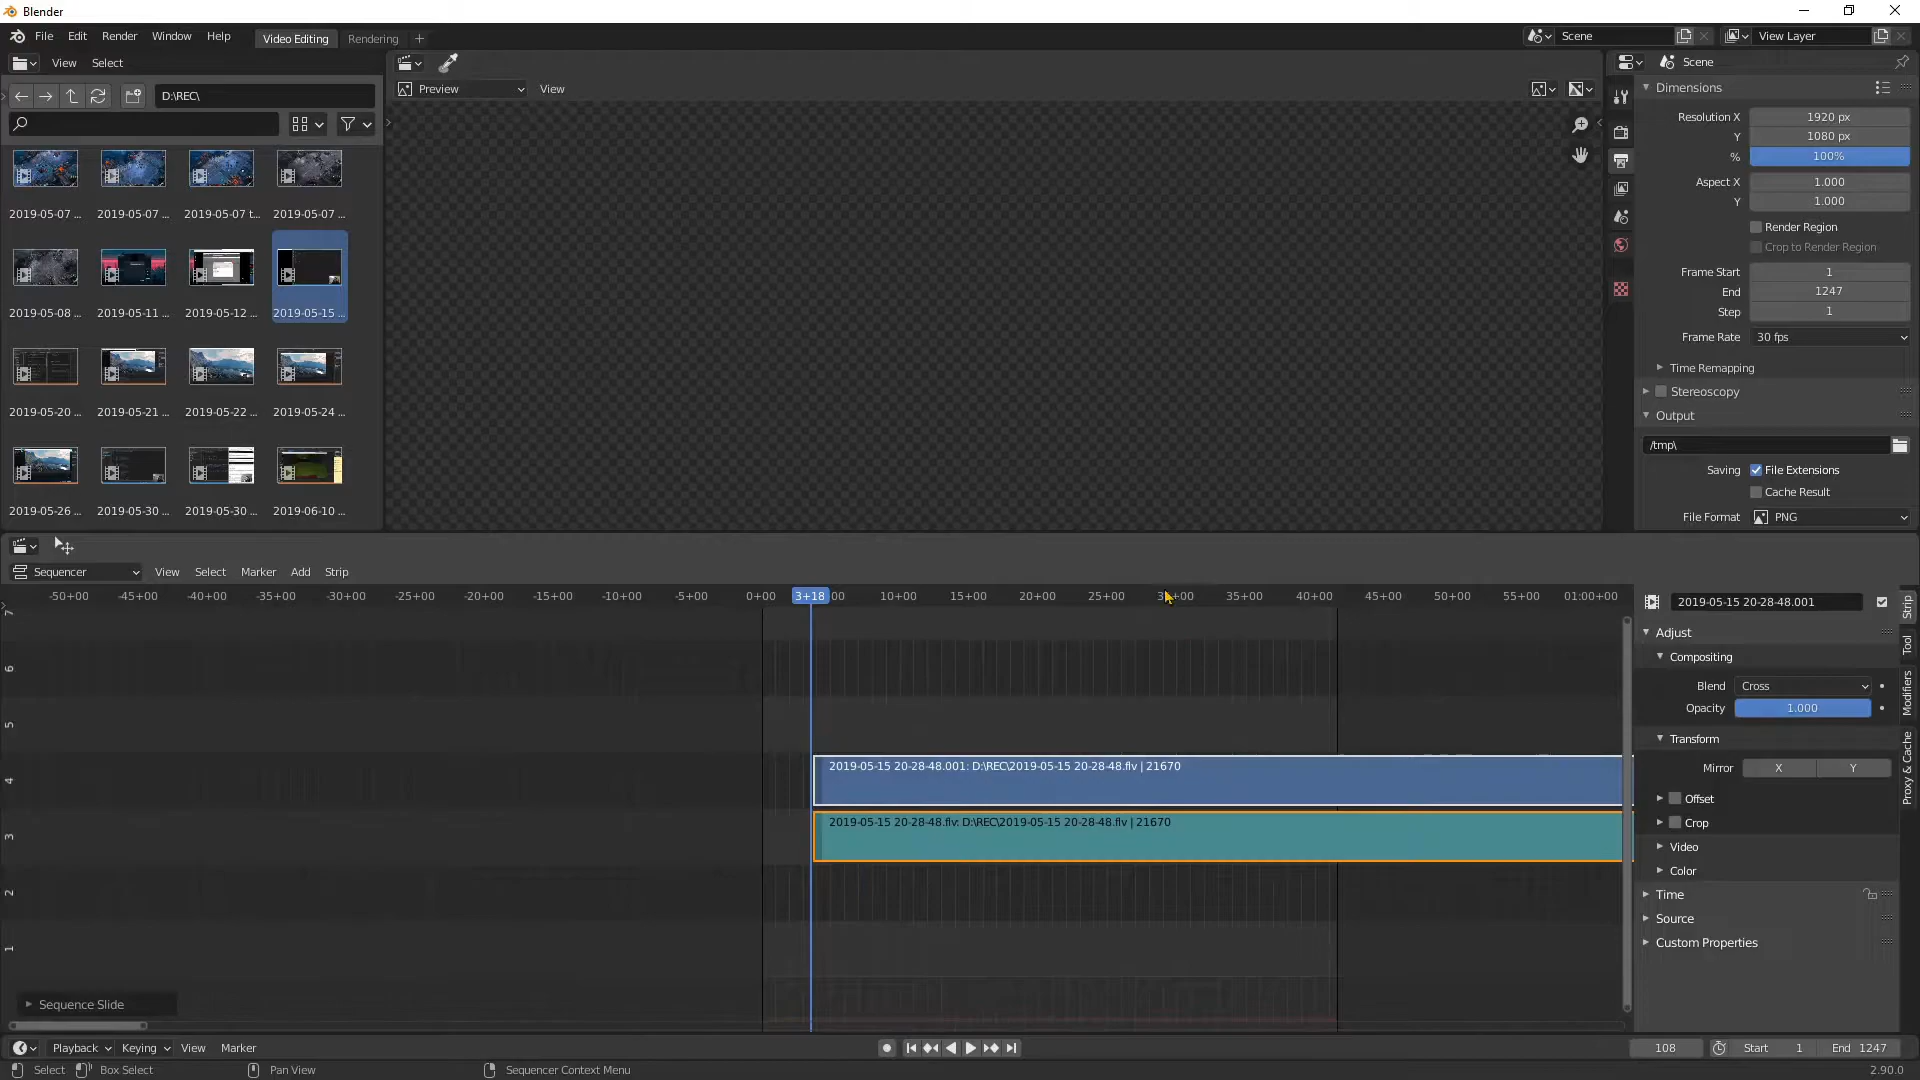 Blender
File Edit Render Window Help
Video Editing Rendering +
Scene
View Layer
View Select
D:\REC\
2019-05-07 ... 2019-05-07 ... 2019-05-07 t... 2019-05-07 ...
2019-05-08 ... 2019-05-11 ... 2019-05-12 ... 2019-05-15 ...
2019-05-20 ... 2019-05-21 ... 2019-05-22 ... 2019-05-24 ...
2019-05-26 ... 2019-05-30 ... 2019-05-30 ... 2019-06-10 ...
Preview View
Scene
Dimensions
Resolution X 1920 px
Y 1080 px
% 100%
Aspect X 1.000
Y 1.000
Render Region
Crop to Render Region
Frame Start 1
End 1247
Step 1
Frame Rate 30 fps
Time Remapping
Stereoscopy
Output
/tmp\
Saving File Extensions
Cache Result
File Format PNG
Sequencer View Select Marker Add Strip
-50+00 -45+00 -40+00 -35+00 -30+00 -25+00 -20+00 -15+00 -10+00 -5+00 0+00 3+18 10+00 15+00 20+00 25+00 35+00 40+00 45+00 50+00 55+00 01:00+00
7
6
5
4
3
2
1
2019-05-15 20-28-48.001: D:\REC\2019-05-15 20-28-48.flv | 21670
2019-05-15 20-28-48.flv: D:\REC\2019-05-15 20-28-48.flv | 21670
Sequence Slide
2019-05-15 20-28-48.001
Adjust
Compositing
Blend Cross
Opacity 1.000
Transform
Mirror X Y
Offset
Crop
Video
Color
Time
Source
Custom Properties
Strip
Tool
Modifiers
Proxy & Cache
Playback Keying View Marker
108 Start 1 End 1247
Select Box Select Pan View Sequencer Context Menu
2.90.0